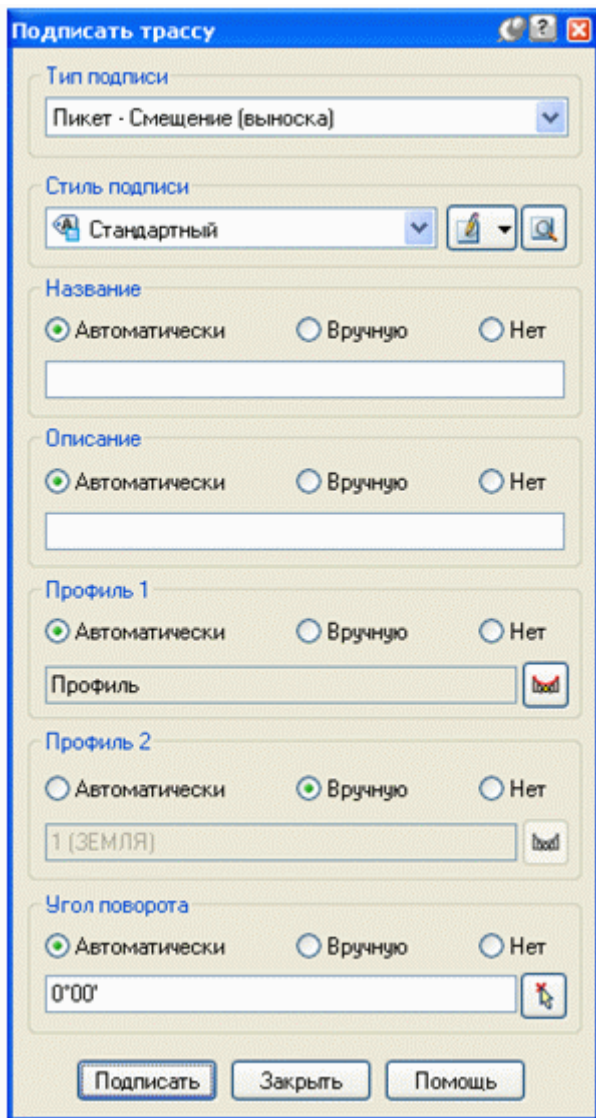 Подписать трассу
Тип подписи
Пикет - Смещение (выноска)
Стиль подписи
Стандартный
Название
Автоматически Вручную Нет
Описание
Автоматически Вручную Нет
Профиль 1
Автоматически Вручную Нет
Профиль
Профиль 2
Автоматически Вручную Нет
1 (ЗЕМЛЯ)
Угол поворота
Автоматически Вручную Нет
0°00'
Подписать Закрыть Помощь